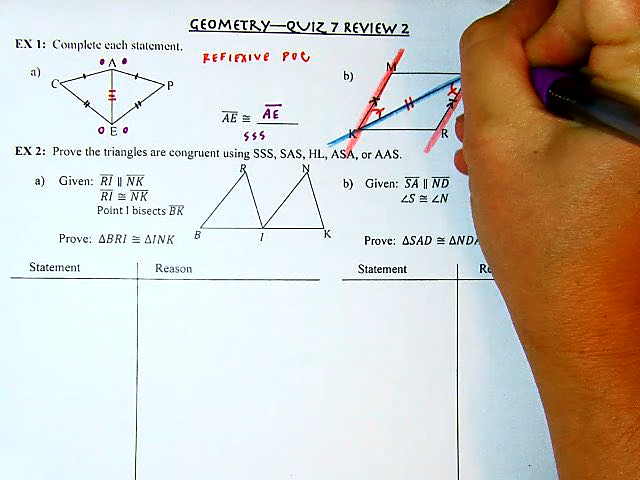 GEOMETRY—QUIZ 7 REVIEW 2
EX 1: Complete each statement.
REFLEXIVE POC
a)
A
C
P
E
AE ≅ AE
SSS
b)
M
K
R
EX 2: Prove the triangles are congruent using SSS, SAS, HL, ASA, or AAS.
a) Given: RI ∥ NK
RI ≅ NK
Point I bisects BK
Prove: ΔBRI ≅ ΔINK
R
N
B
I
K
b) Given: SA ∥ ND
∠S ≅ ∠N
Prove: ΔSAD ≅ ΔNDA
Statement Reason
Statement